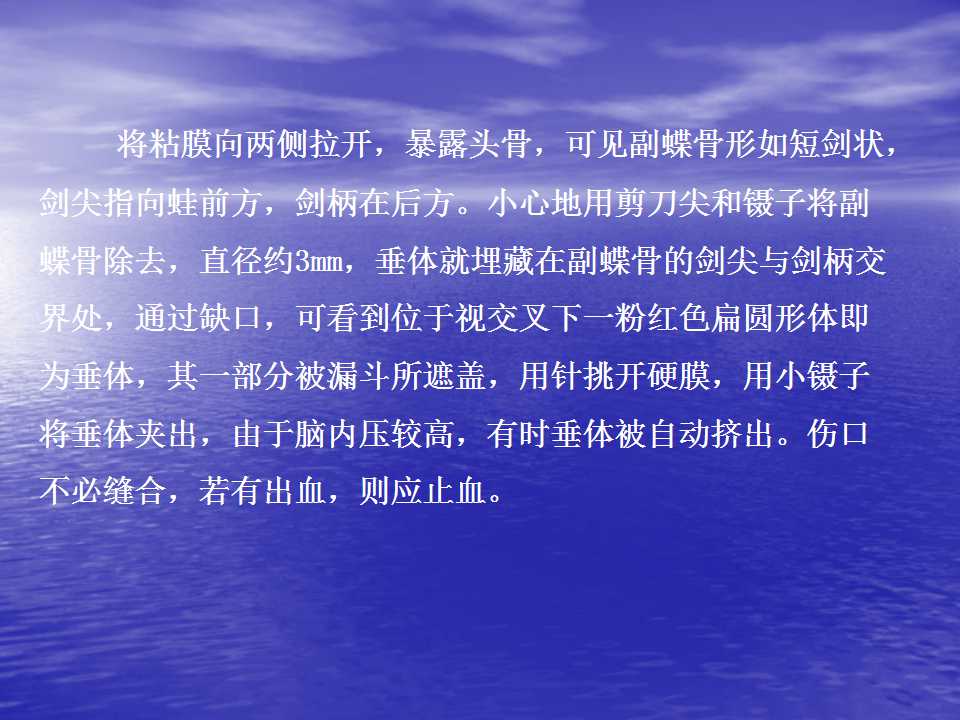 将粘膜向两侧拉开，暴露头骨，可见副蝶骨形如短剑状，
剑尖指向蛙前方，剑柄在后方。小心地用剪刀尖和镊子将副
蝶骨除去，直径约3mm，垂体就埋藏在副蝶骨的剑尖与剑柄交
界处，通过缺口，可看到位于视交叉下一粉红色扁圆形体即
为垂体，其一部分被漏斗所遮盖，用针挑开硬膜，用小镊子
将垂体夹出，由于脑内压较高，有时垂体被自动挤出。伤口
不必缝合，若有出血，则应止血。